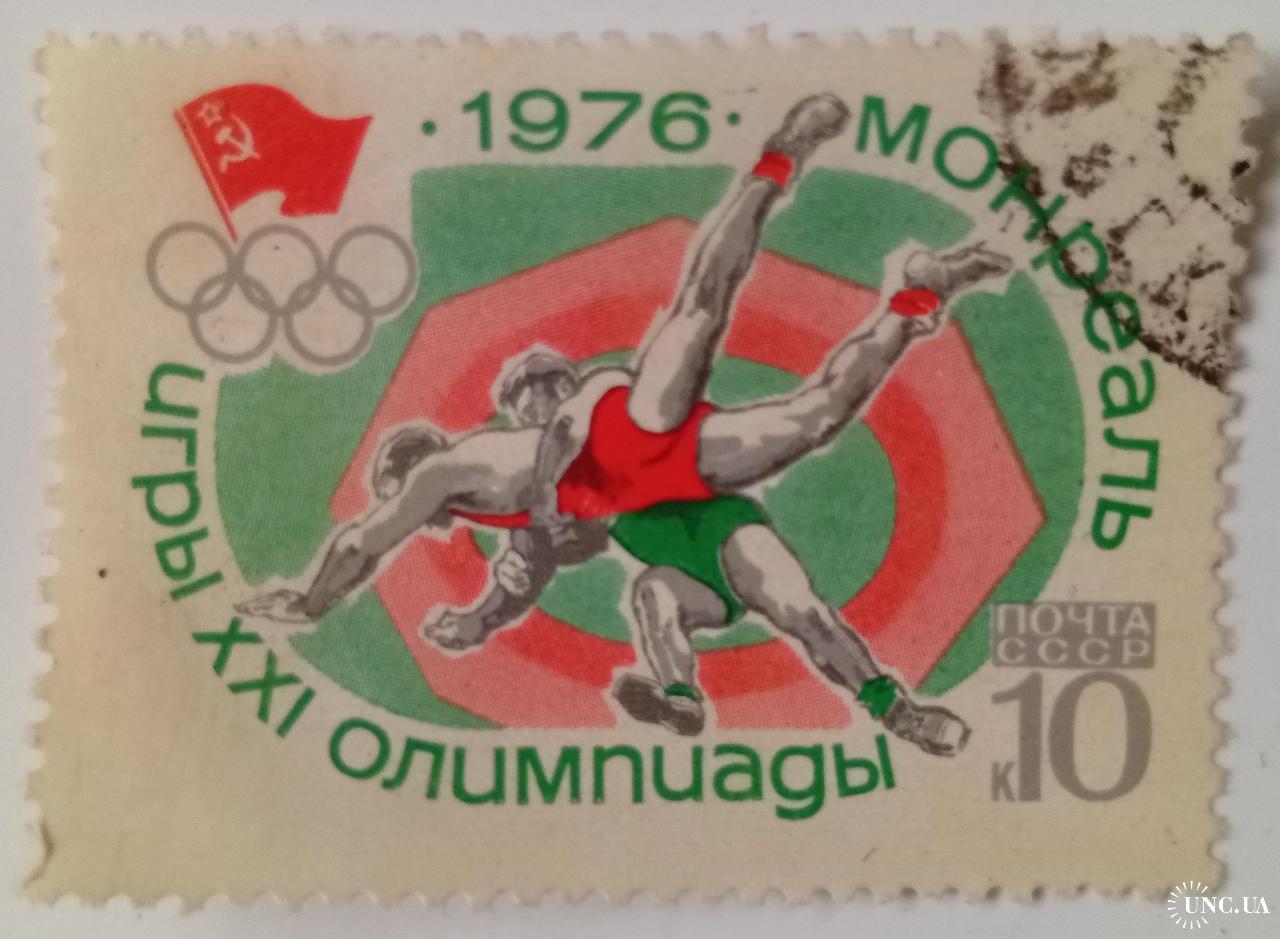 ИГРЫ XXI ОЛИМПИАДЫ
· 1976 · МОНРЕАЛЬ
ПОЧТА
СССР
к10
UNC.UA